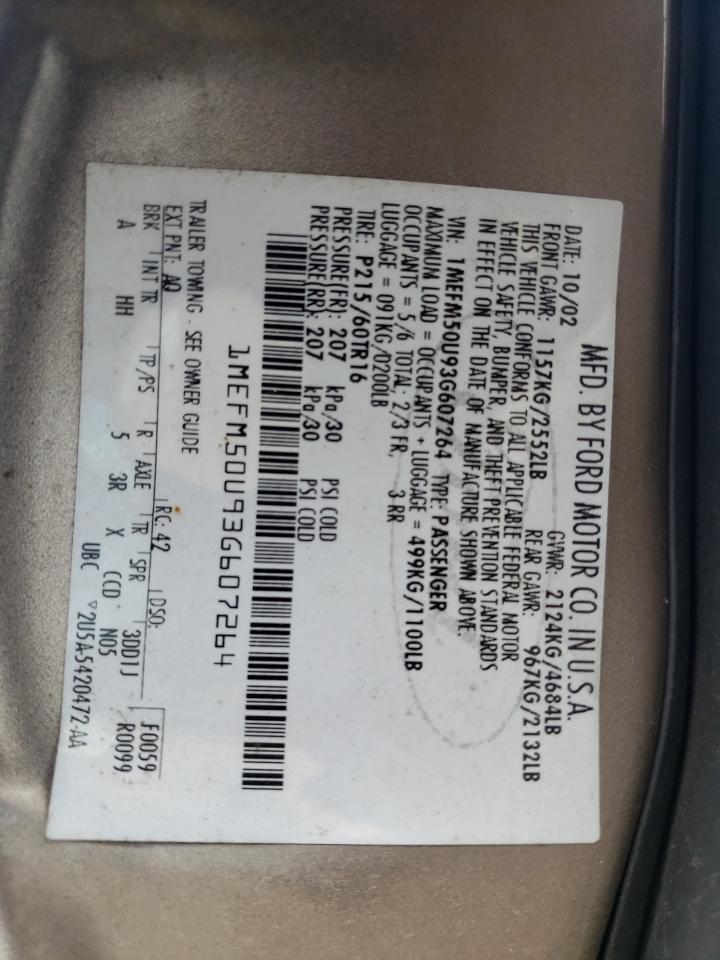 MFD. BY FORD MOTOR CO. IN U.S.A.
DATE: 10/02 GVWR: 2124KG/4684LB
FRONT GAWR: 1157KG/2552LB REAR GAWR: 967KG/2132LB
THIS VEHICLE CONFORMS TO ALL APPLICABLE FEDERAL MOTOR
VEHICLE SAFETY, BUMPER, AND THEFT PREVENTION STANDARDS
IN EFFECT ON THE DATE OF MANUFACTURE SHOWN ABOVE.
VIN: 1MEFM50U93G607264 TYPE: PASSENGER
MAXIMUM LOAD = OCCUPANTS + LUGGAGE = 499KG/1100LB
OCCUPANTS = 5/6 TOTAL: 2/3 FR, 3 RR
LUGGAGE = 091KG/0200LB
TIRE: P215/60TR16
PRESSURE(FR): 207 kPa/30 PSI COLD
PRESSURE(RR): 207 kPa/30 PSI COLD
1MEFM50U93G607264
TRAILER TOWING - SEE OWNER GUIDE
EXT PNT: AQ RC: 42 DSO:
BRK INT TR TP/PS R AXLE TR SPR F0059
A HH 5 3R X CCD 30D1J R0099
N05
UBC ▽2U5A-5420472-AA